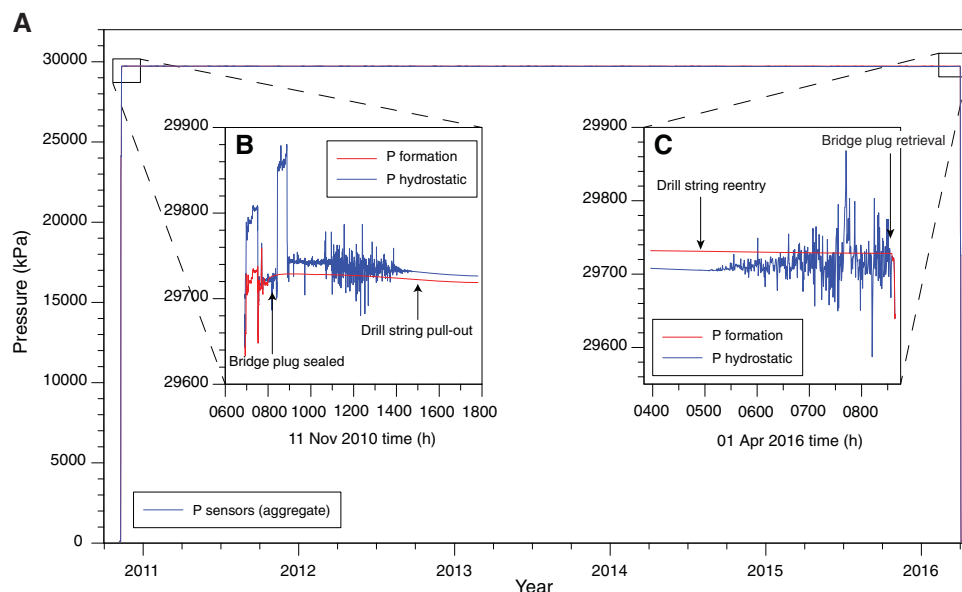 A
30000
25000
20000
15000
10000
5000
0
Pressure (kPa)
2011
2012
2013
2014
2015
2016
Year
P sensors (aggregate)
B
29900
29800
29700
29600
P formation
P hydrostatic
Bridge plug sealed
Drill string pull-out
0600 0800 1000 1200 1400 1600 1800
11 Nov 2010 time (h)
C
29900
29800
29700
29600
Bridge plug retrieval
Drill string reentry
P formation
P hydrostatic
0400 0500 0600 0700 0800
01 Apr 2016 time (h)